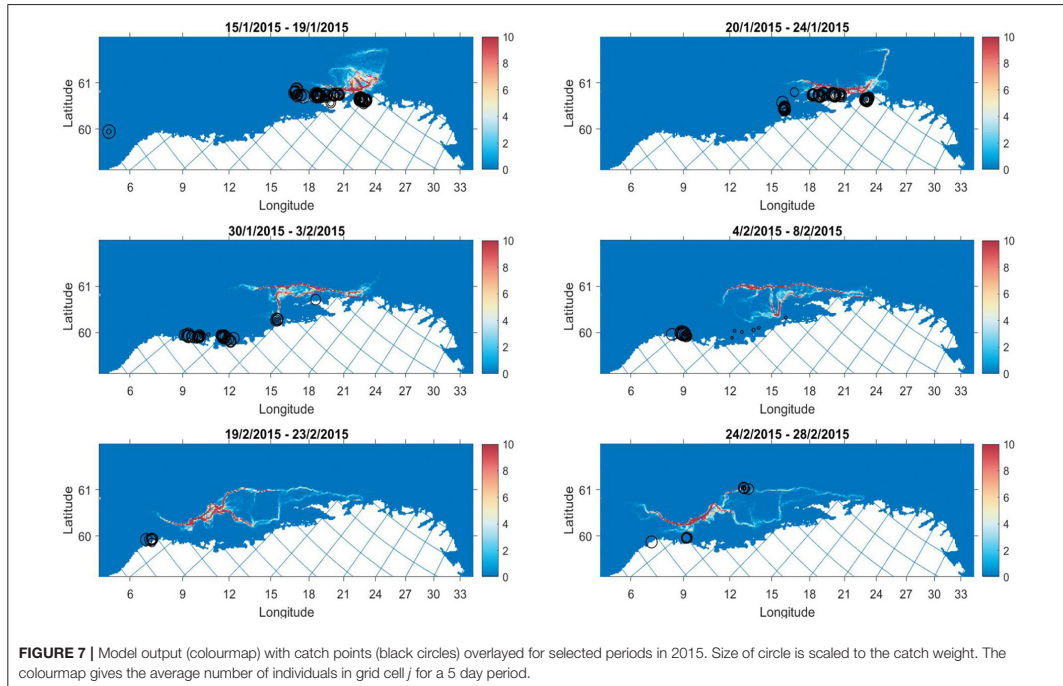 15/1/2015 - 19/1/2015
Latitude
61
60
6 9 12 15 18 21 24 27 30 33
Longitude
10
8
6
4
2
0
20/1/2015 - 24/1/2015
Latitude
61
60
6 9 12 15 18 21 24 27 30 33
Longitude
10
8
6
4
2
0
30/1/2015 - 3/2/2015
Latitude
61
60
6 9 12 15 18 21 24 27 30 33
Longitude
10
8
6
4
2
0
4/2/2015 - 8/2/2015
Latitude
61
60
6 9 12 15 18 21 24 27 30 33
Longitude
10
8
6
4
2
0
19/2/2015 - 23/2/2015
Latitude
61
60
6 9 12 15 18 21 24 27 30 33
Longitude
10
8
6
4
2
0
24/2/2015 - 28/2/2015
Latitude
61
60
6 9 12 15 18 21 24 27 30 33
Longitude
10
8
6
4
2
0
FIGURE 7 | Model output (colourmap) with catch points (black circles) overlayed for selected periods in 2015. Size of circle is scaled to the catch weight. The
colourmap gives the average number of individuals in grid cell j for a 5 day period.